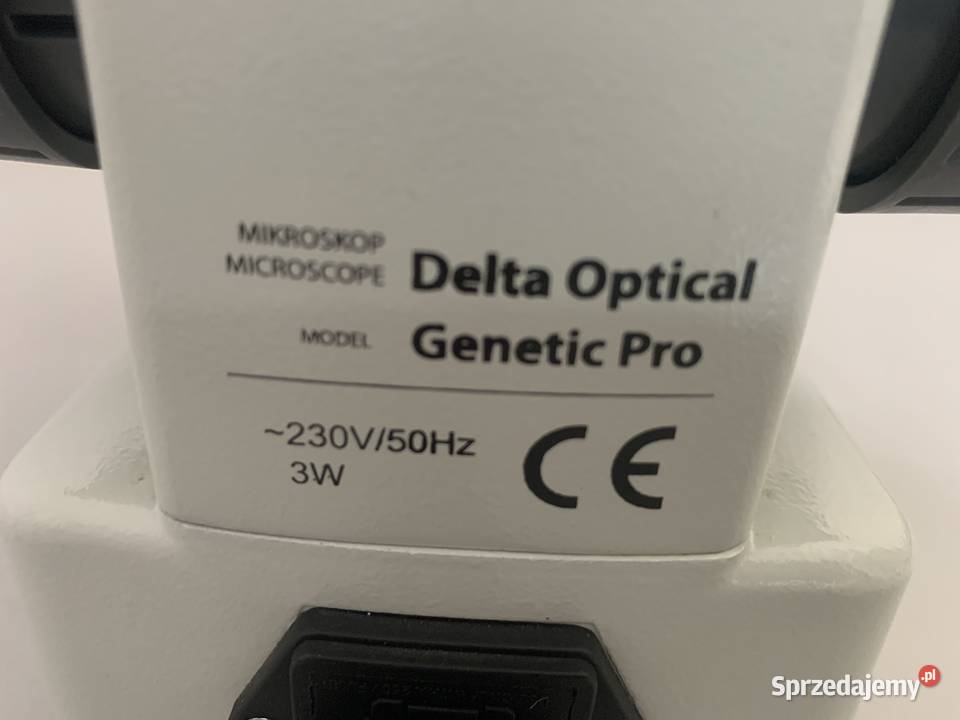 MIKROSKOP
MICROSCOPE Delta Optical
MODEL Genetic Pro
~230V/50Hz
3W
CE
Sprzedajemy.pl